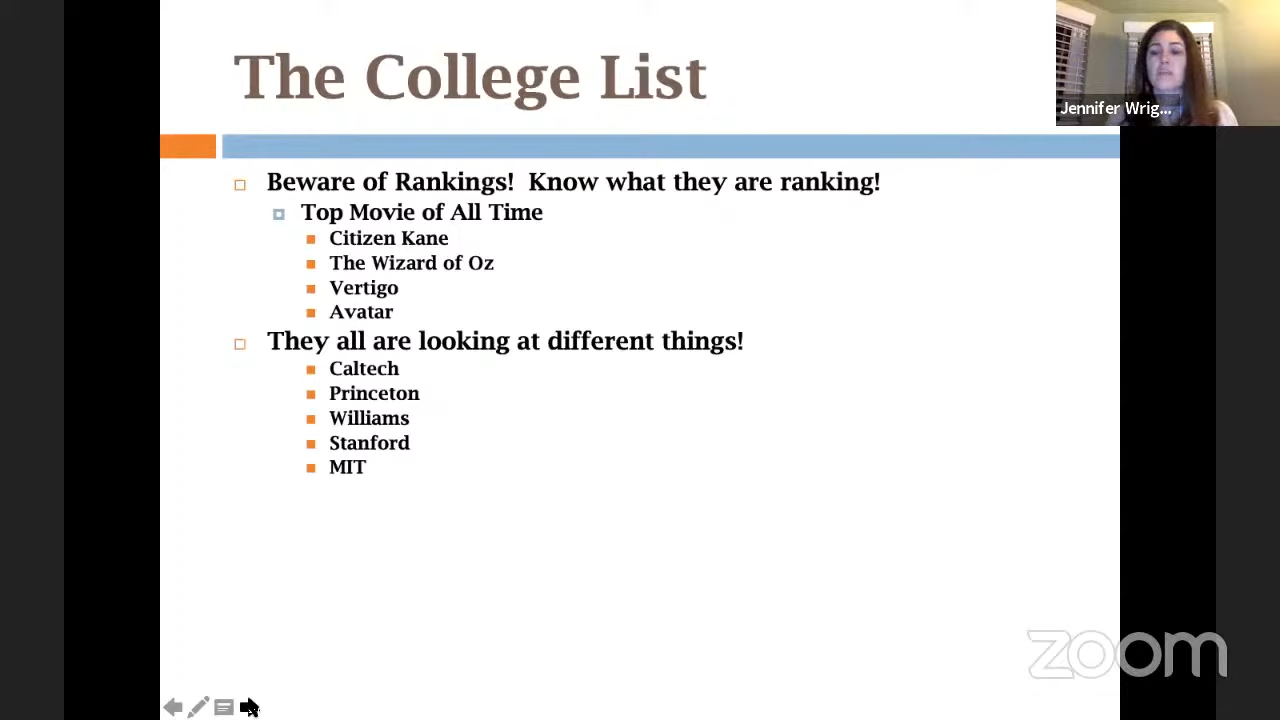 The College List
Jennifer Wrig...
Beware of Rankings!  Know what they are ranking!
Top Movie of All Time
Citizen Kane
The Wizard of Oz
Vertigo
Avatar
They all are looking at different things!
Caltech
Princeton
Williams
Stanford
MIT
zoom